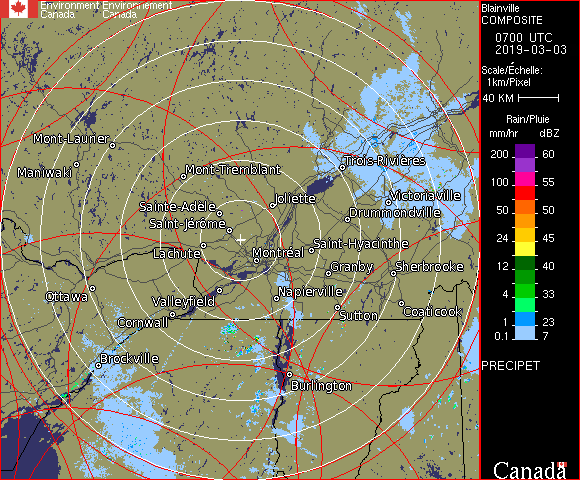 Environment Environnement
Canada Canada
Blainville
COMPOSITE
0700 UTC
2019-03-03
Scale/Échelle:
1km/Pixel
40 KM
Rain/Pluie
mm/hr dBZ
200 60
100 55
50 50
24 45
12 40
4 33
1 23
0.1 7
PRECIPET
Canada
Mont-Laurier
Maniwaki
Mont-Tremblant
Trois-Rivières
Joliette
Victoriaville
Sainte-Adele
Drummondville
Saint-Jérôme
Saint-Hyacinthe
Lachute
Montréal
Granby
Sherbrooke
Ottawa
Napierville
Valleyfield
Sutton
Coaticook
Cornwall
Brockville
Burlington